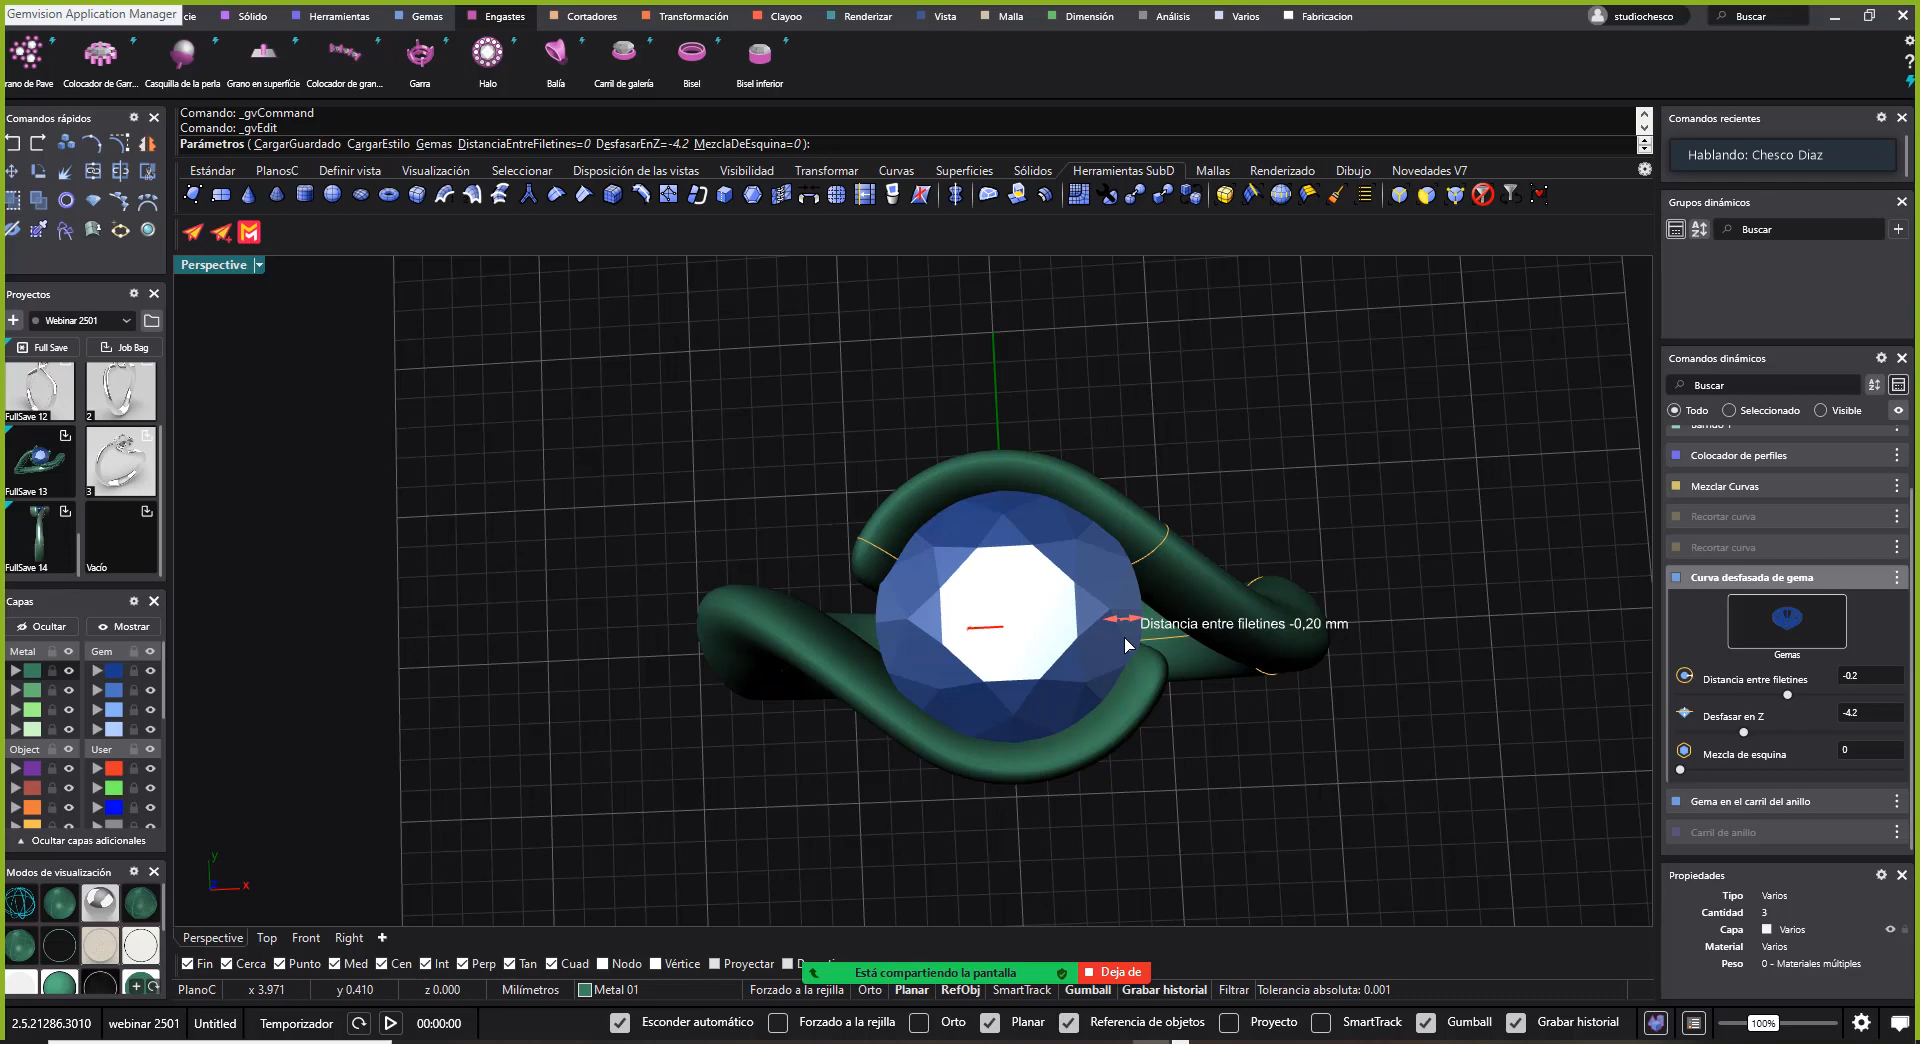 Gemvision Application Manager
cie
Sólido
Herramientas
Gemas
Engastes
Cortadores
Transformación
Clayoo
Renderizar
Vista
Malla
Dimensión
Análisis
Varios
Fabricacion
studiochesco
Buscar
rano de Pave
Colocador de Garr...
Casquilla de la perla
Grano en superfície
Colocador de gran...
Garra
Halo
Balía
Carril de galería
Bisel
Bisel inferior
Comandos rápidos
Comando: _gvCommand
Comando: _gvEdit
Parámetros ( CargarGuardado CargarEstilo Gemas DistanciaEntreFiletines=0 DesfasarEnZ=-4.2 MezclaDeEsquina=0 ):
Estándar
PlanosC
Definir vista
Visualización
Seleccionar
Disposición de las vistas
Visibilidad
Transformar
Curvas
Superficies
Sólidos
Herramientas SubD
Mallas
Renderizado
Dibujo
Novedades V7
Comandos recientes
Hablando: Chesco Diaz
Grupos dinámicos
Buscar
Perspective
Proyectos
Webinar 2501
Full Save
Job Bag
FullSave 12
2
FullSave 13
3
FullSave 14
Vacío
Capas
Ocultar
Mostrar
Metal
Gem
Object
User
Ocultar capas adicionales
Modos de visualización
Distancia entre filetines -0,20 mm
y
x
Comandos dinámicos
Buscar
Todo
Seleccionado
Visible
Colocador de perfiles
Mezclar Curvas
Recortar curva
Recortar curva
Curva desfasada de gema
Gemas
Distancia entre filetines
-0.2
Desfasar en Z
-4.2
Mezcla de esquina
0
Gema en el carril del anillo
Carril de anillo
Propiedades
Tipo Varios
Cantidad 3
Capa Varios
Material Varios
Peso 0 - Materiales múltiples
Perspective
Top
Front
Right
Fin
Cerca
Punto
Med
Cen
Int
Perp
Tan
Cuad
Nodo
Vértice
Proyectar
Está compartiendo la pantalla
Deja de
PlanoC
x 3.971
y 0.410
z 0.000
Milímetros
Metal 01
Forzado a la rejilla
Orto
Planar
RefObj
SmartTrack
Gumball
Grabar historial
Filtrar
Tolerancia absoluta: 0.001
2.5.21286.3010
webinar 2501
Untitled
Temporizador
00:00:00
Esconder automático
Forzado a la rejilla
Orto
Planar
Referencia de objetos
Proyecto
SmartTrack
Gumball
Grabar historial
100%